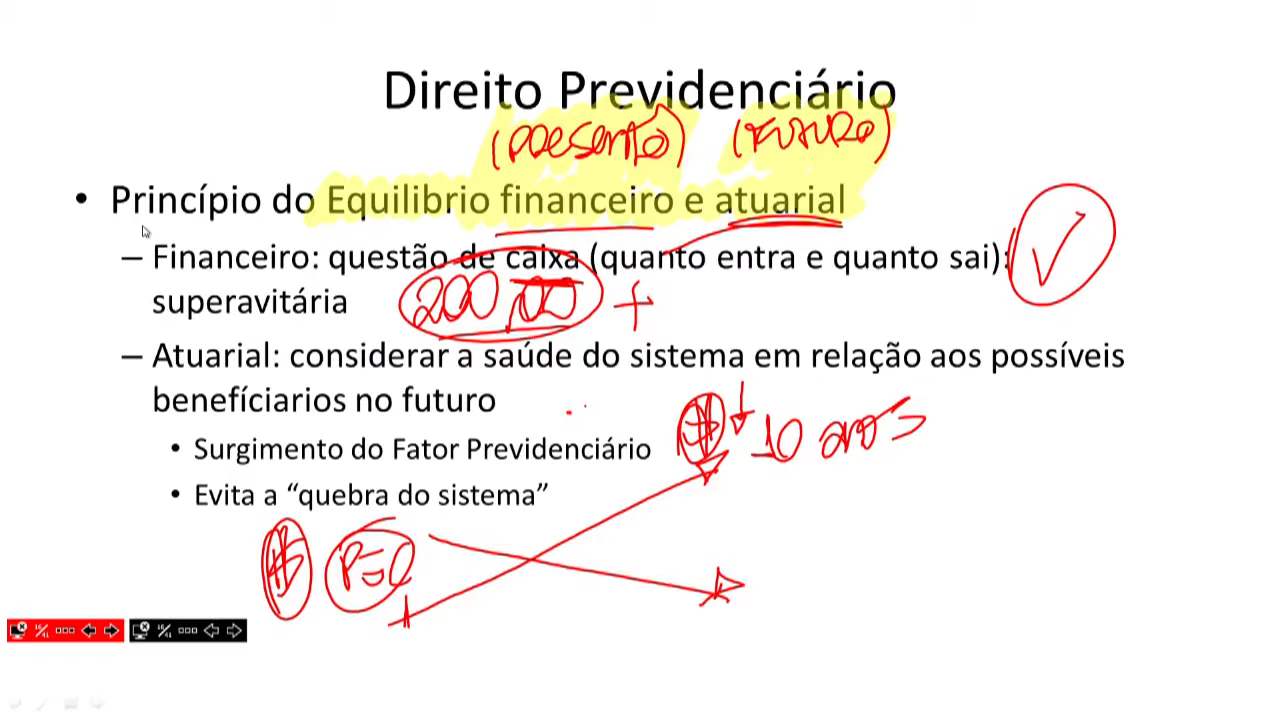 Direito Previdenciário
(presente) (FUTURO)
• Princípio do Equilibrio financeiro e atuarial
– Financeiro: questão de caixa (quanto entra e quanto sai):
superavitária
200,00 +
– Atuarial: considerar a saúde do sistema em relação aos possíveis
benefíciarios no futuro
• Surgimento do Fator Previdenciário
10 anos
• Evita a “quebra do sistema”